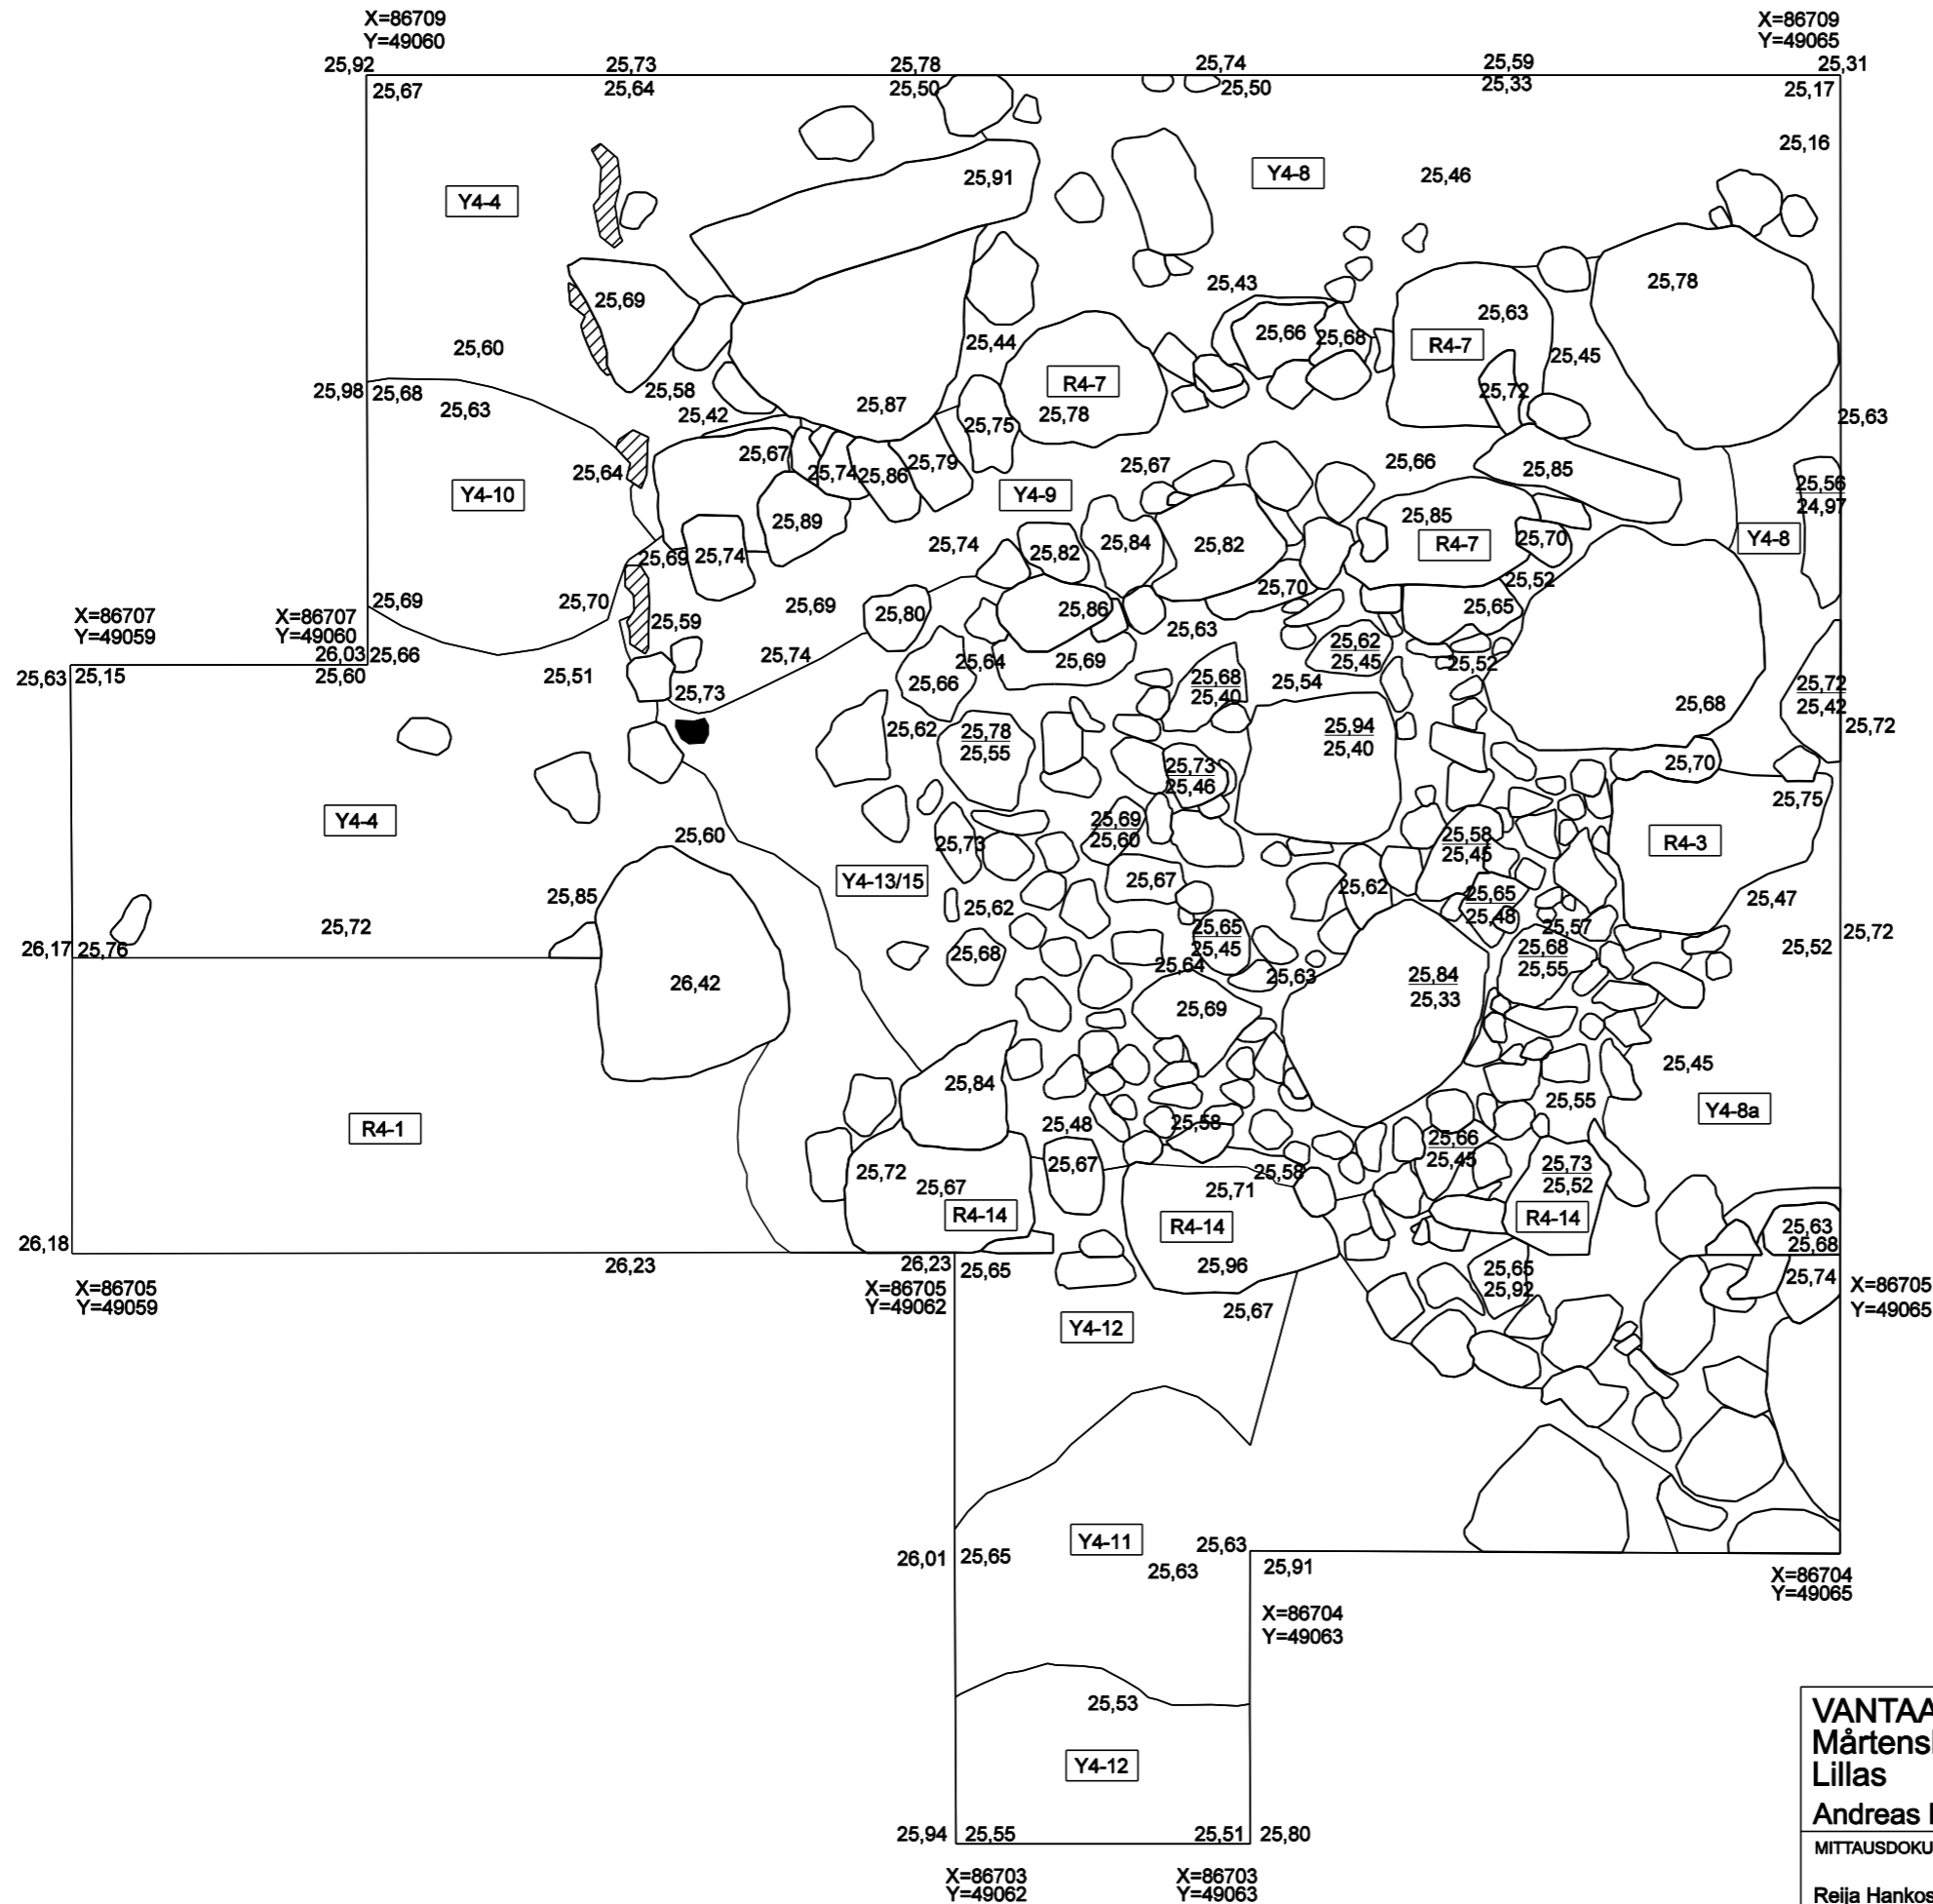 X=86709
Y=49060
X=86709
Y=49065
25,92 25,73 25,78 25,74 25,59 25,31
25,67 25,64 25,50 25,50 25,33 25,17
25,16
25,91 Y4-8 25,46
Y4-4
25,69 25,43 25,78
25,66 25,68 25,63
25,60 25,44 R4-7 25,45
25,98 25,68 25,63 25,58 25,42 25,87 25,75 R4-7 25,78 25,72 25,63
25,64 25,67 25,74 25,86 25,79 25,67 25,66 25,85
Y4-10 Y4-9 25,56
24,97
25,89 25,85
25,69 25,74 25,74 25,82 25,84 25,82 R4-7 25,70 Y4-8
25,70 25,52
25,69 25,70 25,59 25,69 25,80 25,86 25,63 25,65
X=86707
Y=49059
X=86707
Y=49060
26,03 25,66 25,74 25,64 25,69 25,62
25,45
25,52
25,63 25,15 25,60 25,51 25,73 25,66 25,68
25,40
25,54 25,68 25,72
25,42
25,62 25,78
25,55
25,94
25,40
25,72
25,73
25,46
25,70
25,75
Y4-4 25,60 25,73 25,69
25,60
25,58
25,45
R4-3
Y4-13/15 25,67 25,62 25,65
25,48
25,47
25,85 25,62
25,72 25,65
25,45
25,57 25,72
26,17 25,76 25,68 25,64 25,63 25,68
25,55
25,52
26,42 25,69 25,84
25,33
25,84 25,45
25,55
R4-1 25,48 25,58 Y4-8a
25,66
25,45
25,72 25,67 25,67 25,58 25,71 25,73
25,52
R4-14 R4-14 R4-14 25,63
25,68
26,18 26,23 26,23 25,65 25,96 25,65
25,92
25,74
X=86705
Y=49059
X=86705
Y=49062
X=86705
Y=49065
Y4-12 25,67
Y4-11 25,63
26,01 25,65 25,63 25,91
X=86704
Y=49065
X=86704
Y=49063
25,53
Y4-12
25,94 25,55 25,51 25,80
X=86703
Y=49062
X=86703
Y=49063
VANTAA
Mårtens
Lillas
Andreas
MITTAUSDOKU
Reija Hankos